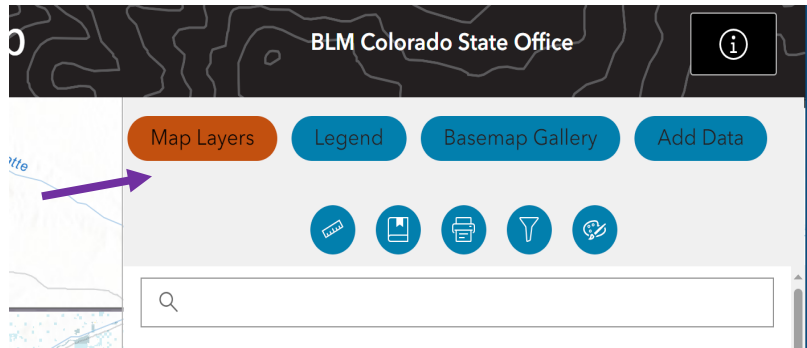 BLM Colorado State Office
Map Layers
Legend
Basemap Gallery
Add Data